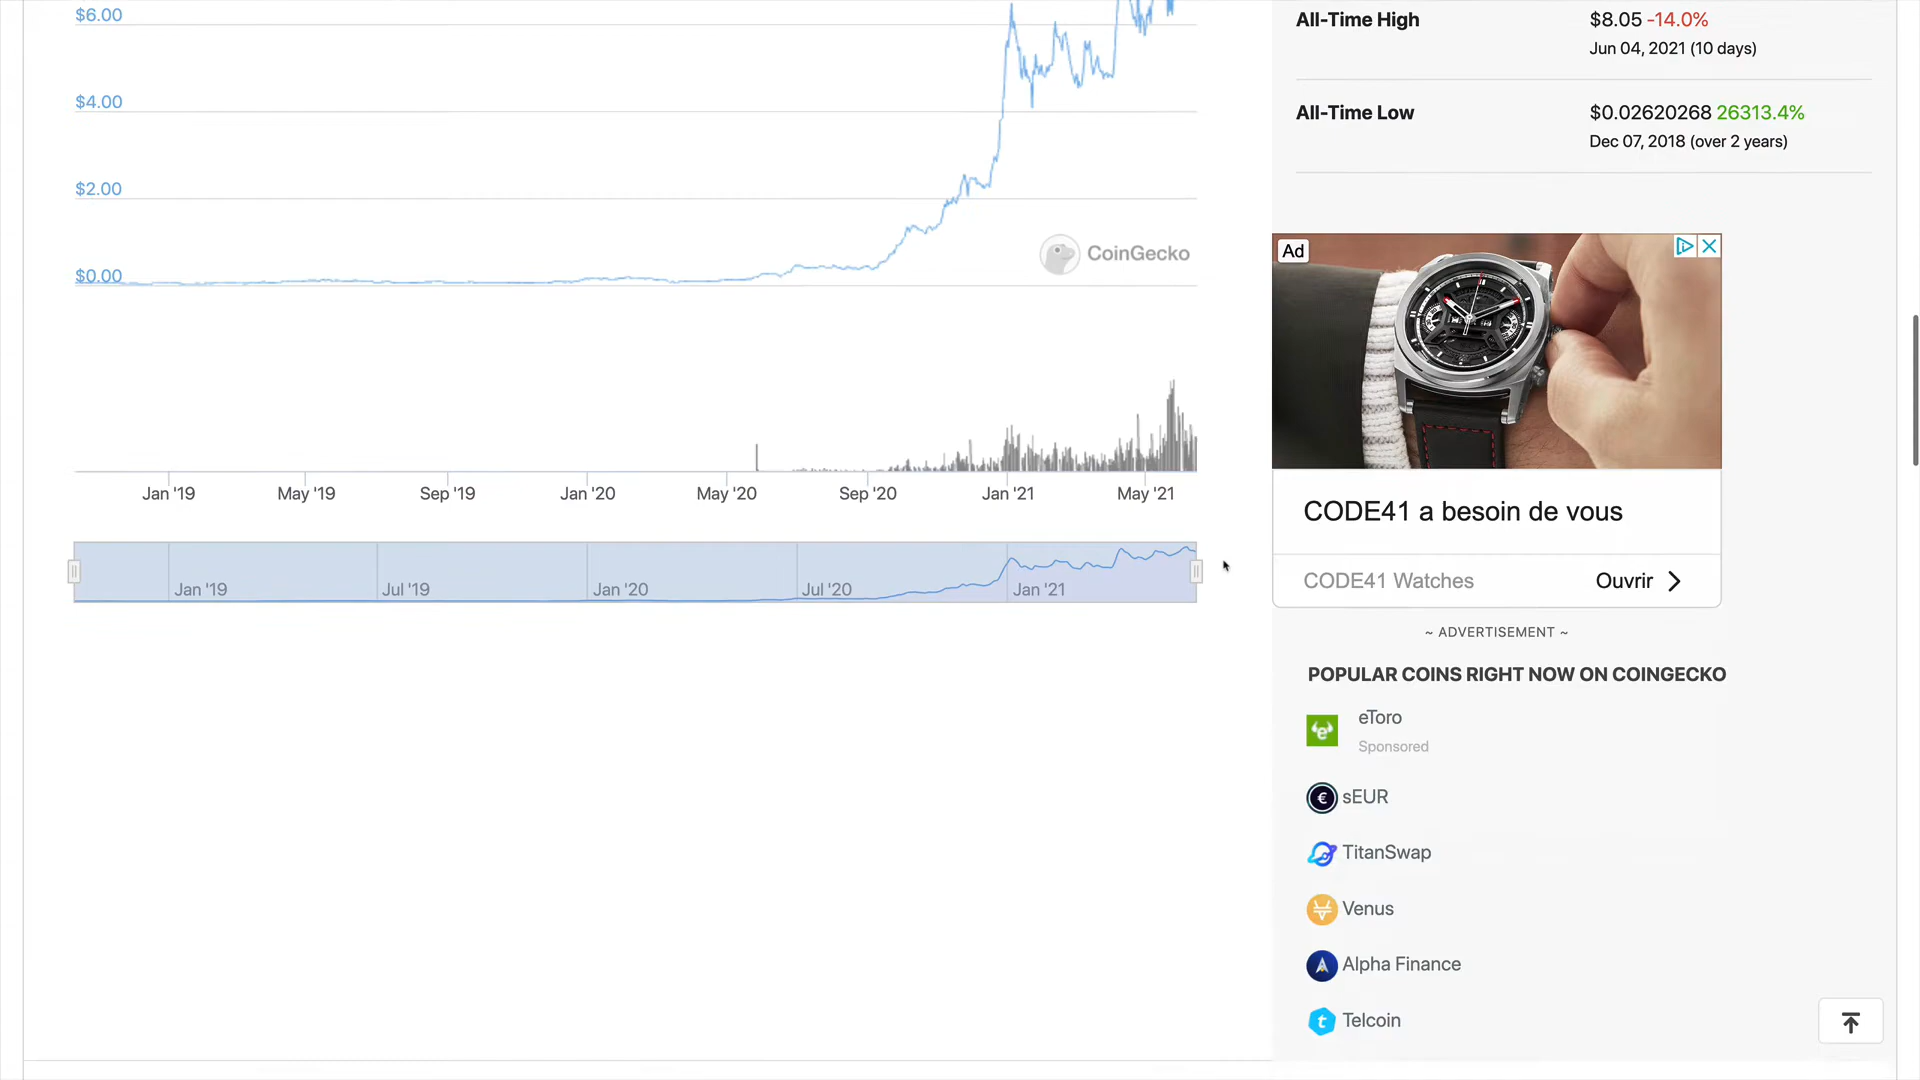 $6.00
$4.00
$2.00
$0.00
CoinGecko
Jan '19
May '19
Sep '19
Jan '20
May '20
Sep '20
Jan '21
May '21
Jan '19
Jul '19
Jan '20
Jul '20
Jan '21
All-Time High
$8.05 -14.0%
Jun 04, 2021 (10 days)
All-Time Low
$0.02620268 26313.4%
Dec 07, 2018 (over 2 years)
Ad
CODE41 a besoin de vous
CODE41 Watches
Ouvrir
~ ADVERTISEMENT ~
POPULAR COINS RIGHT NOW ON COINGECKO
eToro
Sponsored
sEUR
TitanSwap
Venus
Alpha Finance
Telcoin